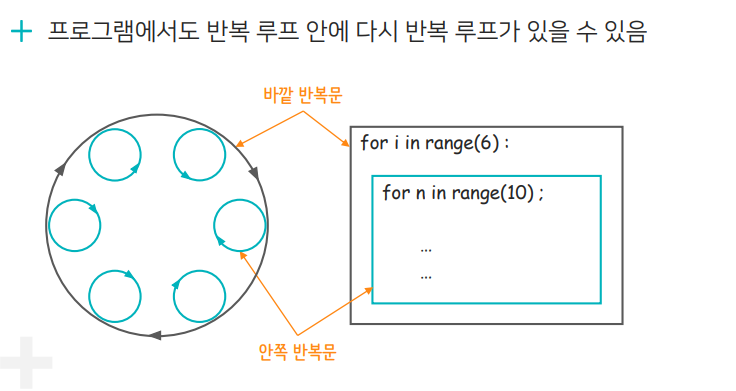 프로그램에서도 반복 루프 안에 다시 반복 루프가 있을 수 있음
바깥 반복문
for i in range(6) :
for n in range(10) ;
...
...
안쪽 반복문